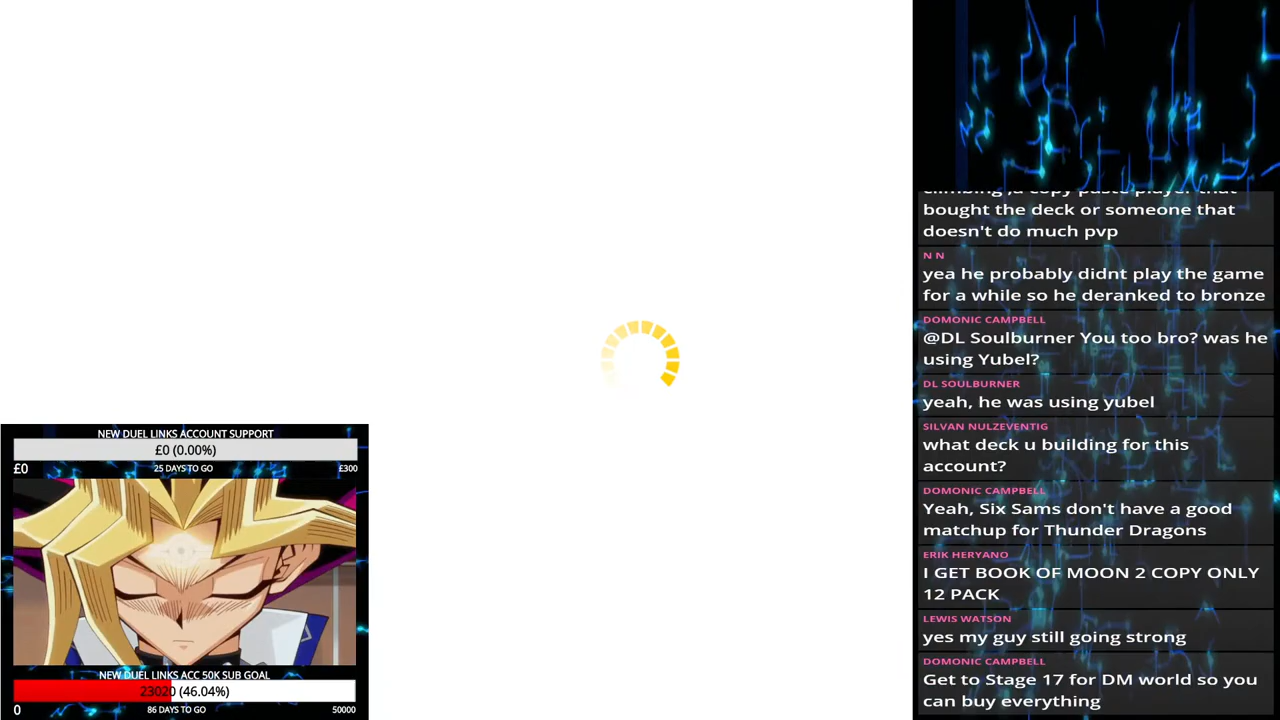 climbing ,a copy paste player that
bought the deck or someone that
doesn't do much pvp
N N
yea he probably didnt play the game
for a while so he deranked to bronze
DOMONIC CAMPBELL
@DL Soulburner You too bro? was he
using Yubel?
DL SOULBURNER
yeah, he was using yubel
SILVAN NULZEVENTIG
what deck u building for this
account?
DOMONIC CAMPBELL
Yeah, Six Sams don't have a good
matchup for Thunder Dragons
ERIK HERYANO
I GET BOOK OF MOON 2 COPY ONLY
12 PACK
LEWIS WATSON
yes my guy still going strong
DOMONIC CAMPBELL
Get to Stage 17 for DM world so you
can buy everything
NEW DUEL LINKS ACCOUNT SUPPORT
£0 (0.00%)
£0 25 DAYS TO GO £300
NEW DUEL LINKS ACC 50K SUB GOAL
23020 (46.04%)
0 86 DAYS TO GO 50000